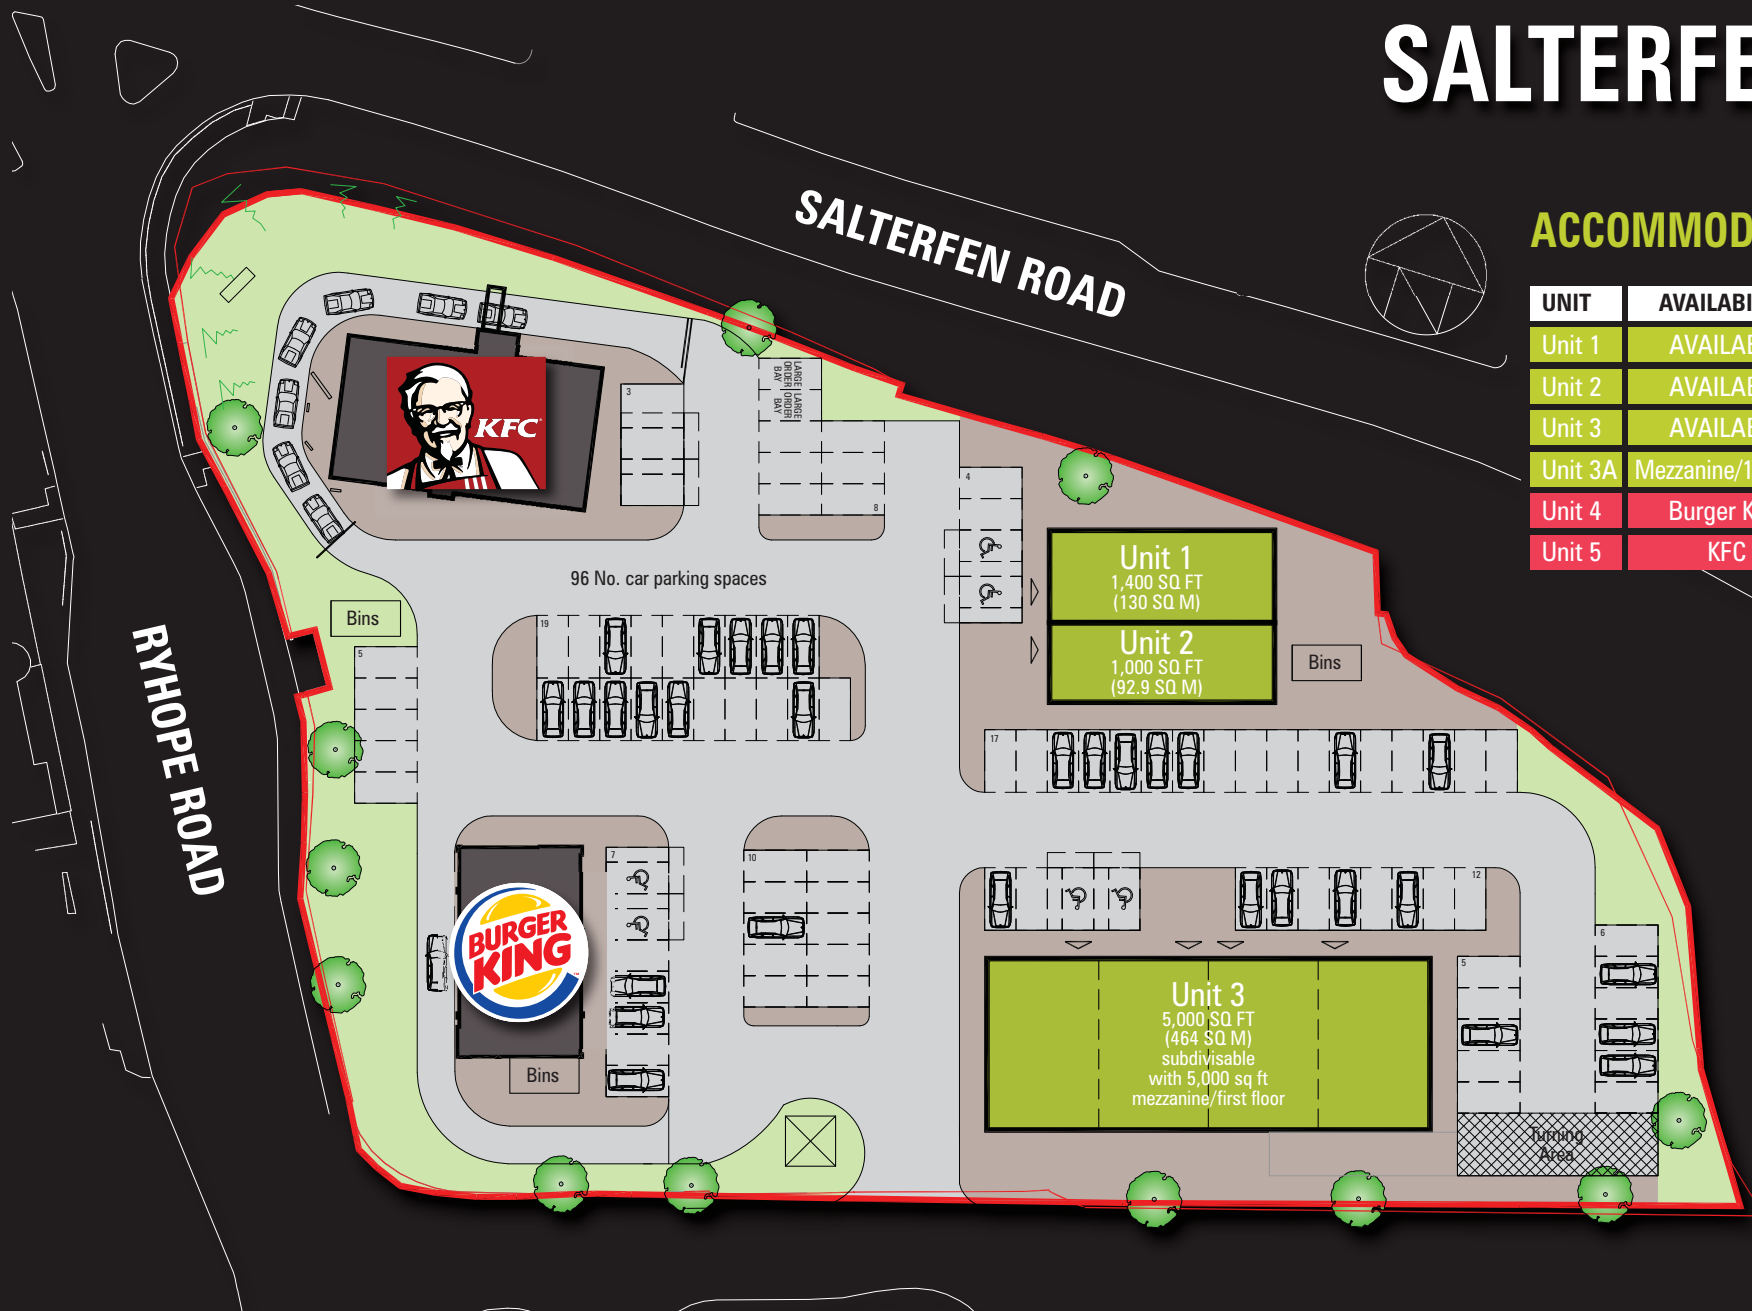 SALTERFE
SALTERFEN ROAD
RYHOPE ROAD
ACCOMMOD
UNIT AVAILABI
Unit 1 AVAILAB
Unit 2 AVAILAB
Unit 3 AVAILAB
Unit 3A Mezzanine/1
Unit 4 Burger K
Unit 5 KFC
KFC
3
LARGE ORDER BAY
LARGE ORDER BAY
8
4
96 No. car parking spaces
Bins
5
19
Unit 1
1,400 SQ FT
(130 SQ M)
Unit 2
1,000 SQ FT
(92.9 SQ M)
Bins
17
7
10
12
6
5
BURGER
KING
Bins
Unit 3
5,000 SQ FT
(464 SQ M)
subdivisable
with 5,000 sq ft
mezzanine/first floor
Turning
Area